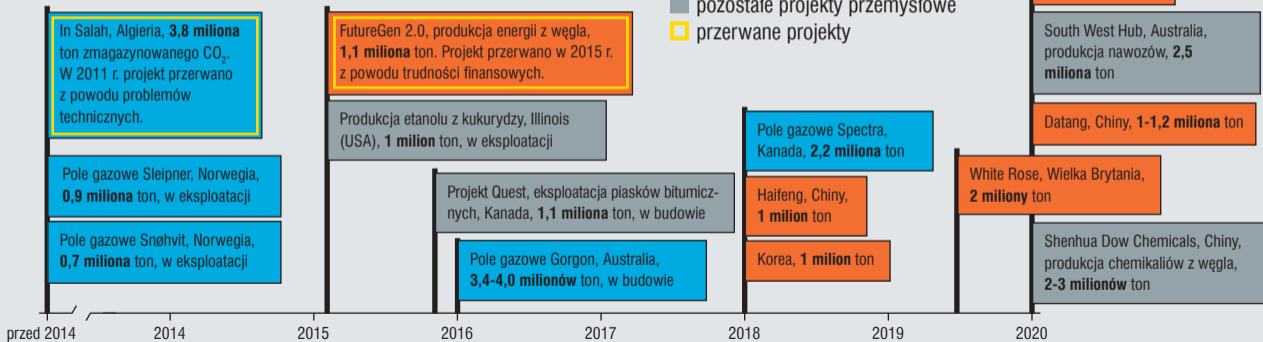 pozostałe projekty przemysłowe
przerwane projekty
In Salah, Algieria, 3,8 miliona
ton zmagazynowanego CO₂.
W 2011 r. projekt przerwano
z powodu problemów
technicznych.
Pole gazowe Sleipner, Norwegia,
0,9 miliona ton, w eksploatacji
Pole gazowe Snøhvit, Norwegia,
0,7 miliona ton, w eksploatacji
FutureGen 2.0, produkcja energii z węgla,
1,1 miliona ton. Projekt przerwano w 2015 r.
z powodu trudności finansowych.
Produkcja etanolu z kukurydzy, Illinois
(USA), 1 milion ton, w eksploatacji
Projekt Quest, eksploatacja piasków bitumicz-
nych, Kanada, 1,1 miliona ton, w budowie
Pole gazowe Gorgon, Australia,
3,4-4,0 milionów ton, w budowie
Pole gazowe Spectra,
Kanada, 2,2 miliona ton
Haifeng, Chiny,
1 milion ton
Korea, 1 milion ton
White Rose, Wielka Brytania,
2 miliony ton
South West Hub, Australia,
produkcja nawozów, 2,5
miliona ton
Datang, Chiny, 1-1,2 miliona ton
Shenhua Dow Chemicals, Chiny,
produkcja chemikaliów z węgla,
2-3 milionów ton
przed 2014
2014
2015
2016
2017
2018
2019
2020